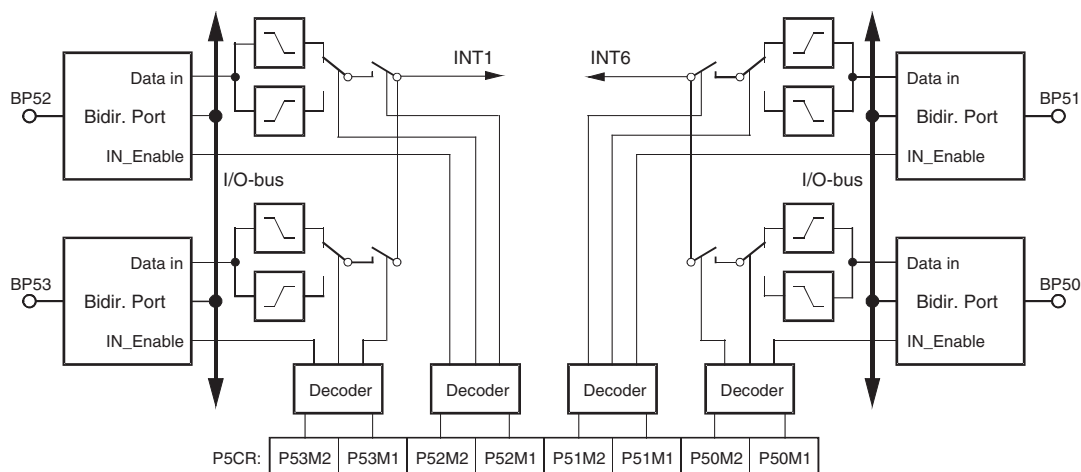 INT1 INT6
Data in Data in
BP52 BP51
Bidir. Port Bidir. Port
IN_Enable IN_Enable
I/O-bus I/O-bus
Data in Data in
BP53 BP50
Bidir. Port Bidir. Port
IN_Enable IN_Enable
Decoder Decoder Decoder Decoder
P5CR: P53M2 P53M1 P52M2 P52M1 P51M2 P51M1 P50M2 P50M1